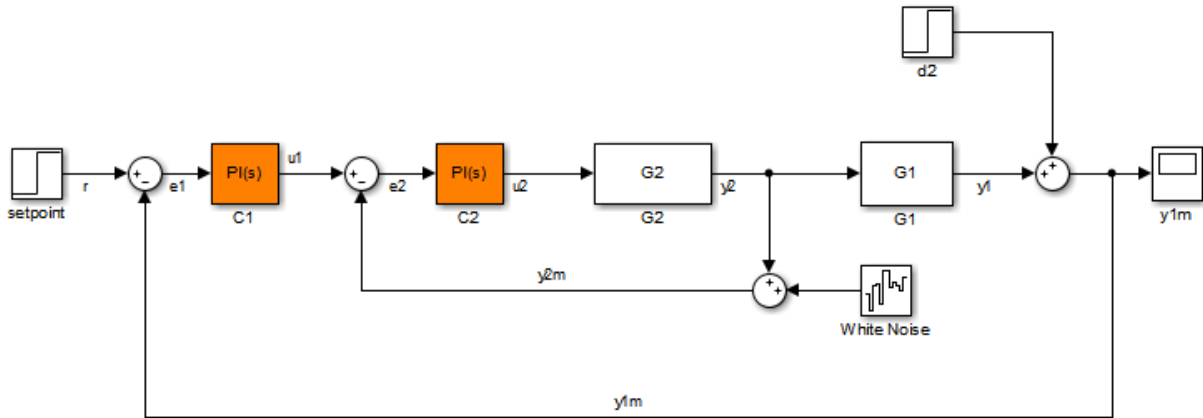 d2
r
setpoint
+
−
e1
PI(s)
C1
u1
+
−
e2
PI(s)
C2
u2
G2
G2
y2
G1
G1
y1
+
+
y1m
y2m
+
+
White Noise
y1m